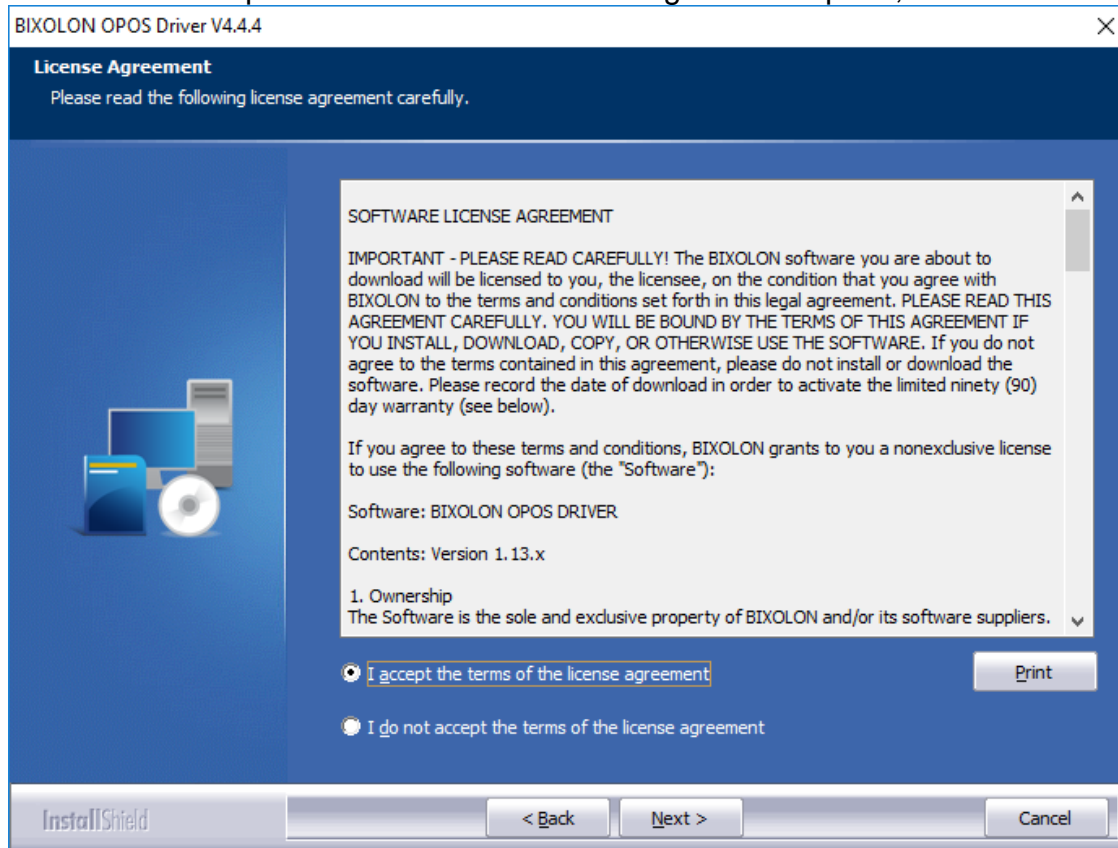 BIXOLON OPOS Driver V4.4.4
License Agreement
Please read the following license agreement carefully.
SOFTWARE LICENSE AGREEMENT
IMPORTANT - PLEASE READ CAREFULLY! The BIXOLON software you are about to
download will be licensed to you, the licensee, on the condition that you agree with
BIXOLON to the terms and conditions set forth in this legal agreement. PLEASE READ THIS
AGREEMENT CAREFULLY. YOU WILL BE BOUND BY THE TERMS OF THIS AGREEMENT IF
YOU INSTALL, DOWNLOAD, COPY, OR OTHERWISE USE THE SOFTWARE. If you do not
agree to the terms contained in this agreement, please do not install or download the
software. Please record the date of download in order to activate the limited ninety (90)
day warranty (see below).
If you agree to these terms and conditions, BIXOLON grants to you a nonexclusive license
to use the following software (the "Software"):
Software: BIXOLON OPOS DRIVER
Contents: Version 1.13.x
1. Ownership
The Software is the sole and exclusive property of BIXOLON and/or its software suppliers.
I accept the terms of the license agreement
Print
I do not accept the terms of the license agreement
InstallShield
< Back
Next >
Cancel